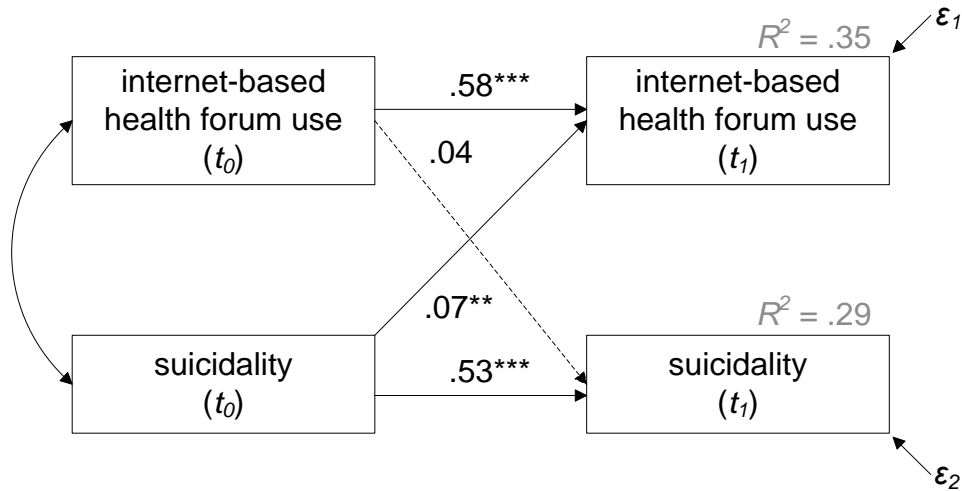 ε₁
R² = .35
internet-based
health forum use
(t₀)
.58***
internet-based
health forum use
(t₁)
.04
.07**
R² = .29
suicidality
(t₀)
.53***
suicidality
(t₁)
ε₂